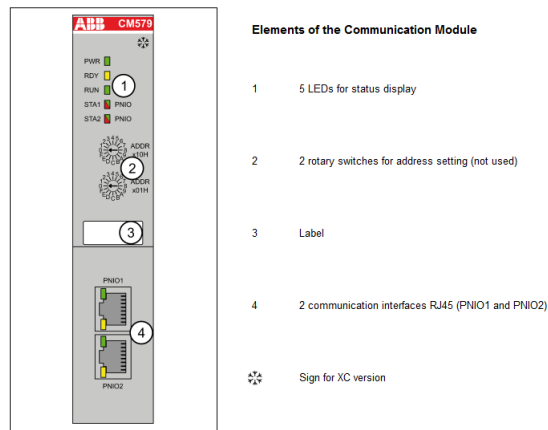 ABB CM579
PWR
RDY
RUN
STA1 PNIO
STA2 PNIO
1
ADDR
x10H
2
ADDR
x01H
3
PNIO1
4
PNIO2
Elements of the Communication Module
1 5 LEDs for status display
2 2 rotary switches for address setting (not used)
3 Label
4 2 communication interfaces RJ45 (PNIO1 and PNIO2)
Sign for XC version